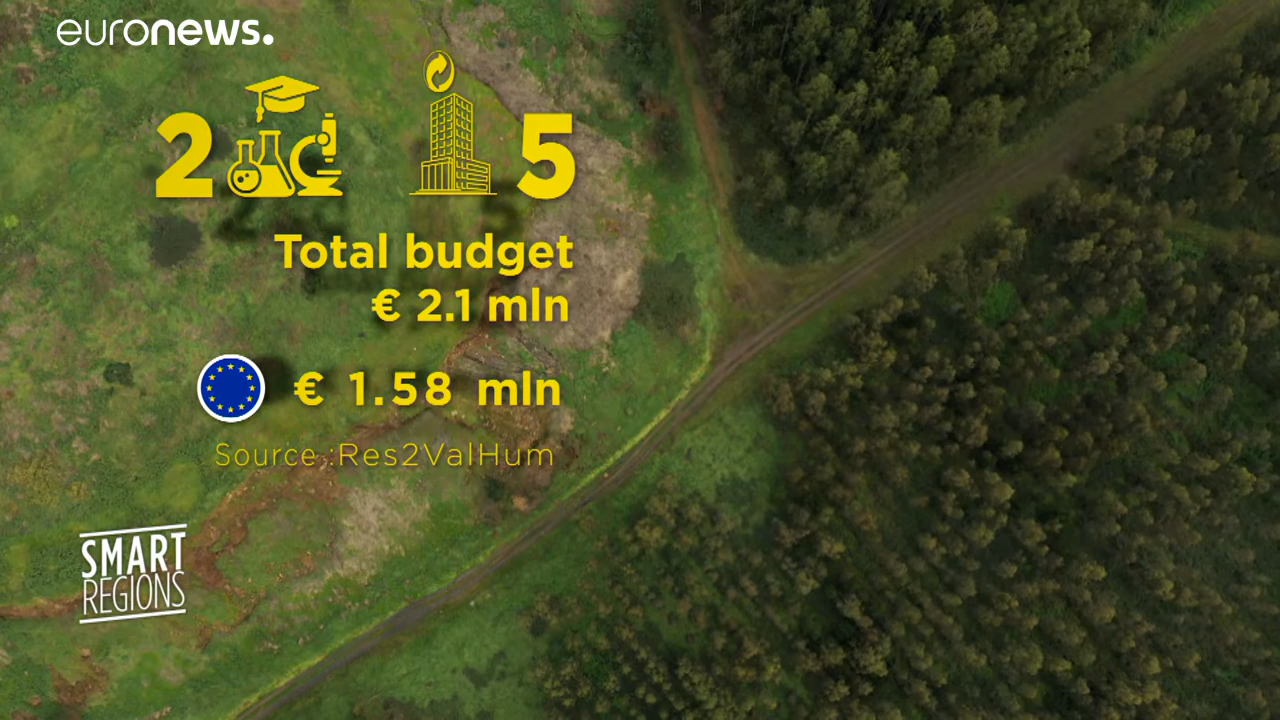 euronews.
2 5
Total budget
€ 2.1 mln
€ 1.58 mln
Source :Res2ValHum
SMART
REGIONS